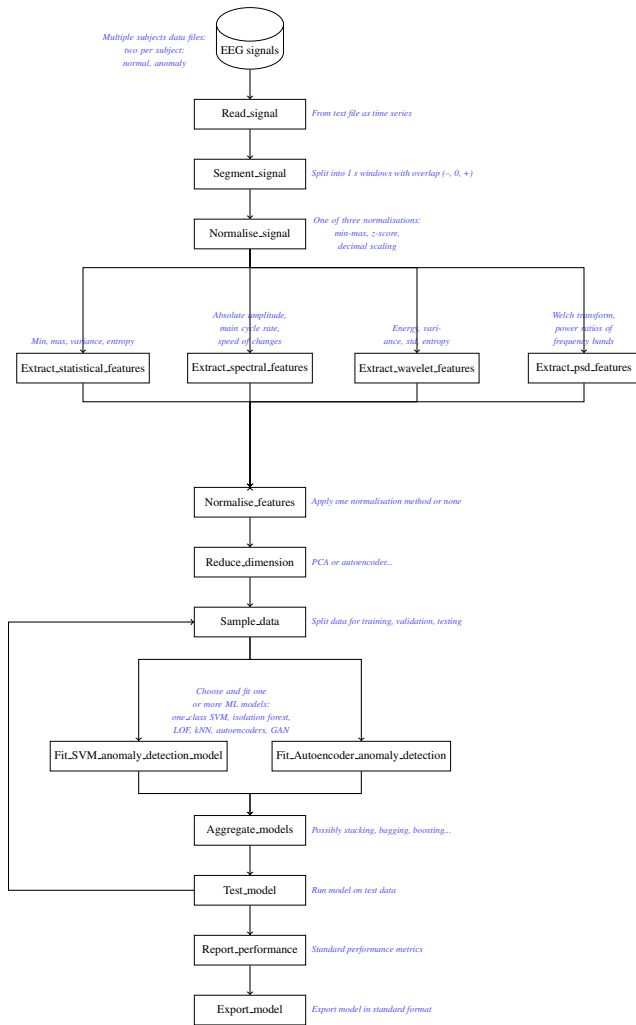 Multiple subjects data files:
two per subject:
normal, anomaly
EEG signals
Read_signal
From text file as time series
Segment_signal
Split into 1 s windows with overlap (–, 0, +)
Normalise_signal
One of three normalisations:
min-max, z-score,
decimal scaling
Min, max, variance, entropy
Extract_statistical_features
Absolute amplitude,
main cycle rate,
speed of changes
Extract_spectral_features
Energy, vari-
ance, std, entropy
Extract_wavelet_features
Welch transform,
power ratios of
frequency bands
Extract_psd_features
Normalise_features
Apply one normalisation method or none
Reduce_dimension
PCA or autoencoder...
Sample_data
Split data for training, validation, testing
Choose and fit one
or more ML models:
one_class SVM, isolation forest,
LOF, kNN, autoencoders, GAN
Fit_SVM_anomaly_detection_model
Fit_Autoencoder_anomaly_detection
Aggregate_models
Possibly stacking, bagging, boosting...
Test_model
Run model on test data
Report_performance
Standard performance metrics
Export_model
Export model in standard format